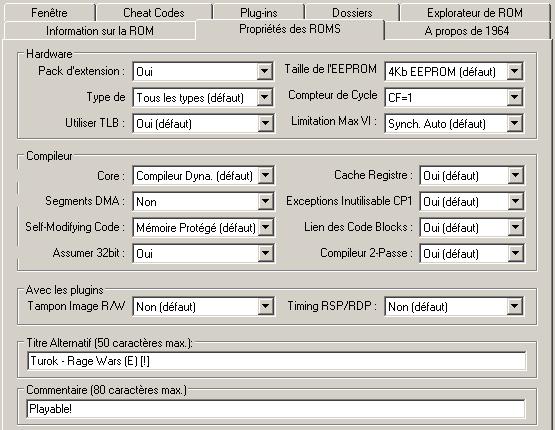 Fenêtre Cheat Codes Plug-ins Dossiers Explorateur de ROM
Information sur la ROM Propriétés des ROMS A propos de 1964
Hardware
Pack d'extension : Oui Taille de l'EEPROM 4Kb EEPROM (défaut)
Type de Tous les types (défaut) Compteur de Cycle CF=1
Utiliser TLB : Oui (défaut) Limitation Max VI : Synch. Auto (défaut)
Compileur
Core : Compileur Dyna. (défaut) Cache Registre : Oui (défaut)
Segments DMA : Non Exceptions Inutilisable CP1 Oui (défaut)
Self-Modifying Code : Mémoire Protégé (défaut) Lien des Code Blocks : Oui (défaut)
Assumer 32bit : Oui Compileur 2-Passe : Oui (défaut)
Avec les plugins
Tampon Image R/W Non (défaut) Timing RSP/RDP : Non (défaut)
Titre Alternatif (50 caractères max.):
Turok - Rage Wars (E) [!]
Commentaire (80 caractères max.)
Playable!